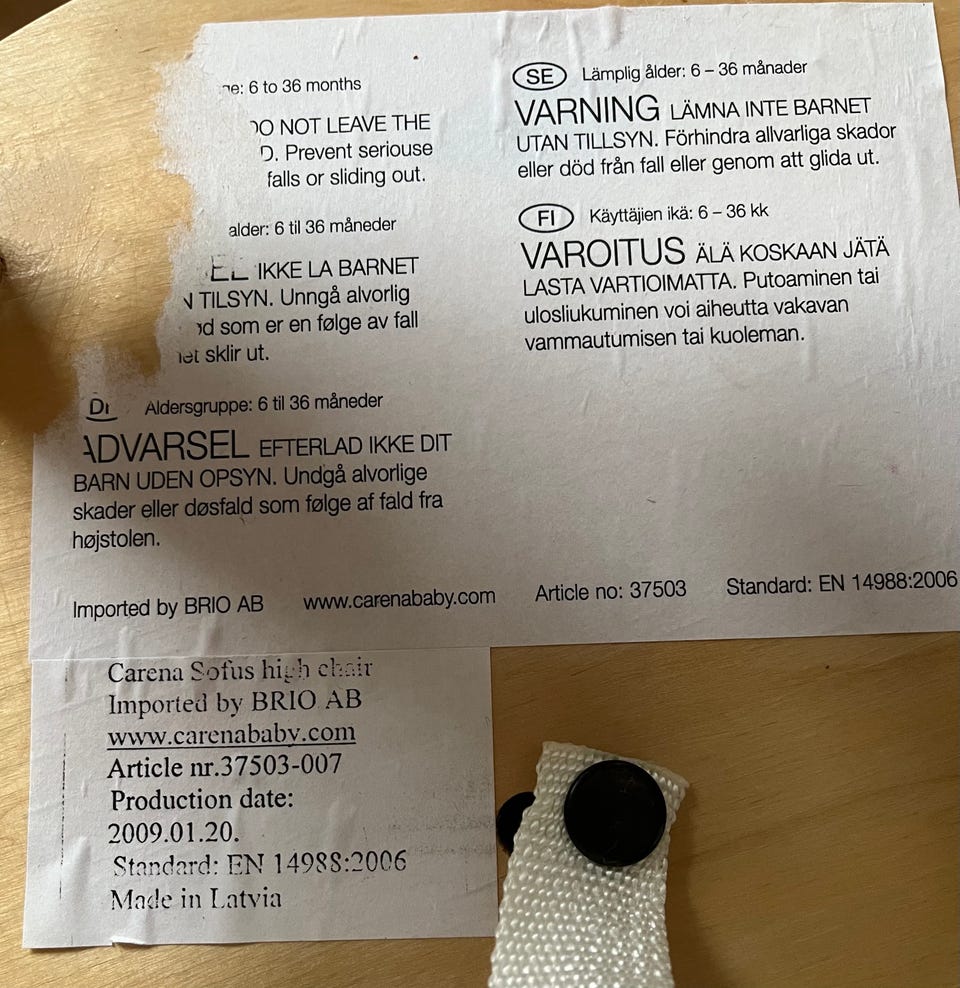 : 6 to 36 months
DO NOT LEAVE THE
D. Prevent seriouse
falls or sliding out.
alder: 6 til 36 måneder
EL IKKE LA BARNET
N TILSYN. Unngå alvorlig
som er en følge av fall
sklir ut.
Aldersgruppe: 6 til 36 måneder
ADVARSEL EFTERLAD IKKE DIT
BARN UDEN OPSYN. Undgå alvorlige
skader eller døsfald som følge af fald fra
højstolen.
SE Lämplig ålder: 6 – 36 månader
VARNING LÄMNA INTE BARNET
UTAN TILLSYN. Förhindra allvarliga skador
eller död från fall eller genom att glida ut.
FI Käyttäjien ikä: 6 – 36 kk
VAROITUS ÄLÄ KOSKAAN JÄTÄ
LASTA VARTIOIMATTA. Putoaminen tai
ulosliukuminen voi aiheutta vakavan
vammautumisen tai kuoleman.
Imported by BRIO AB www.carenababy.com Article no: 37503 Standard: EN 14988:2006
Carena Sofus high chair
Imported by BRIO AB
www.carenababy.com
Article nr.37503-007
Production date:
2009.01.20.
Standard: EN 14988:2006
Made in Latvia